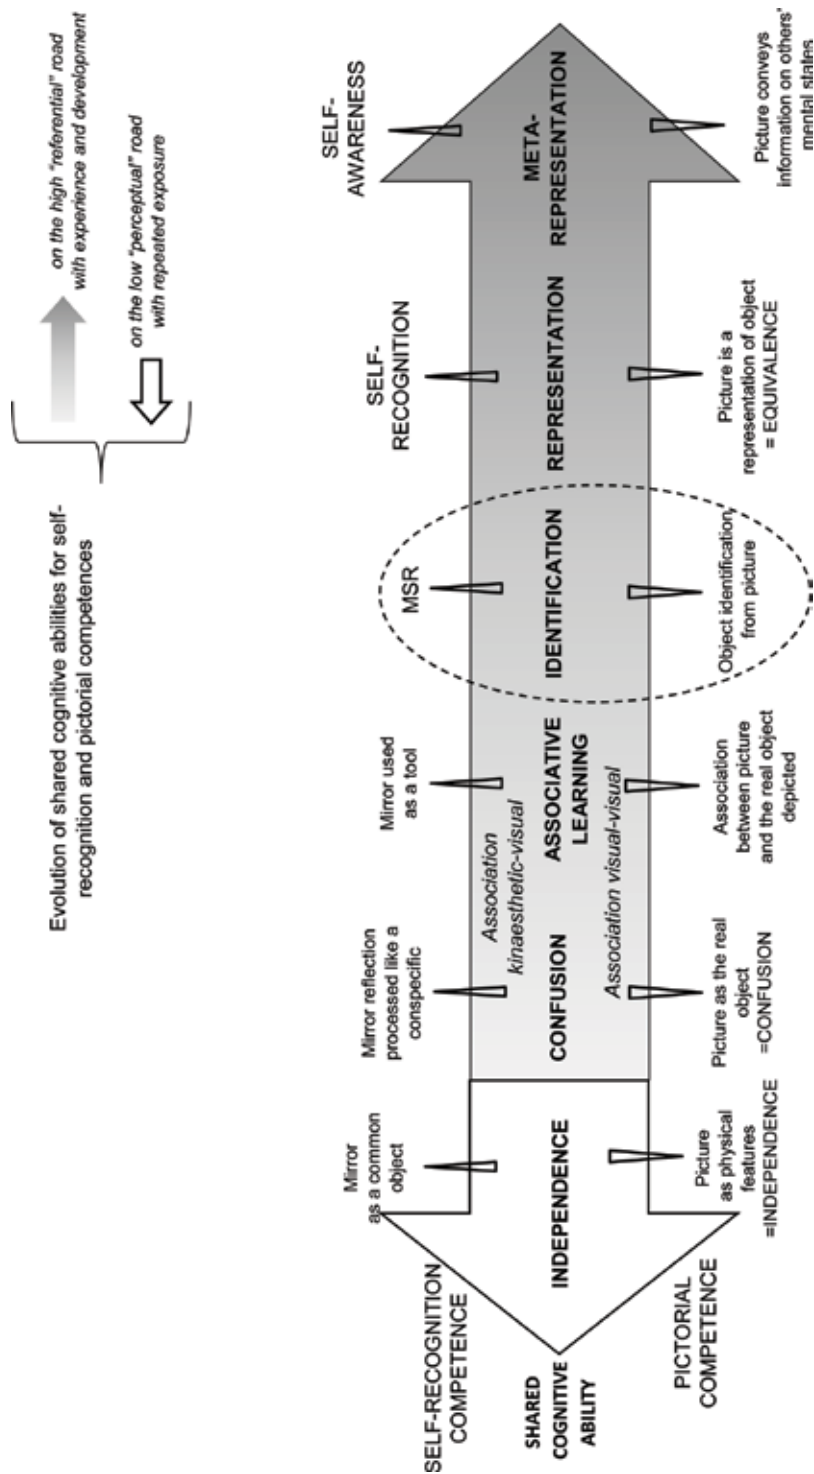 Evolution of shared cognitive abilities for self-
recognition and pictorial competences
on the high "referential" road
with experience and development
on the low "perceptual" road
with repeated exposure
SELF-RECOGNITION
COMPETENCE
Mirror
as a common
object
Mirror reflection
processed like a
conspecific
Mirror used
as a tool
MSR
SELF-
RECOGNITION
SELF-
AWARENESS
SHARED
COGNITIVE
ABILITY
INDEPENDENCE
CONFUSION
Association
kinaesthetic-visual
ASSOCIATIVE
LEARNING
Association visual-visual
IDENTIFICATION
REPRESENTATION
META-
REPRESENTATION
PICTORIAL
COMPETENCE
Picture
as physical
features
=INDEPENDENCE
Picture as the real
object
=CONFUSION
Association
between picture
and the real object
depicted
Object identification
from picture
Picture is a
representation of object
= EQUIVALENCE
Picture conveys
information on others'
mental states